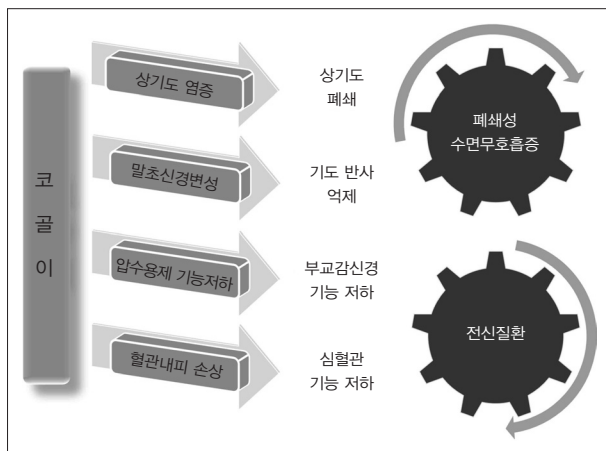 코
골
이
상기도 염증
상기도
폐쇄
말초신경변성
기도 반사
억제
압수용제 기능저하
부교감신경
기능 저하
혈관내피 손상
심혈관
기능 저하
폐쇄성
수면무호흡증
전신질환